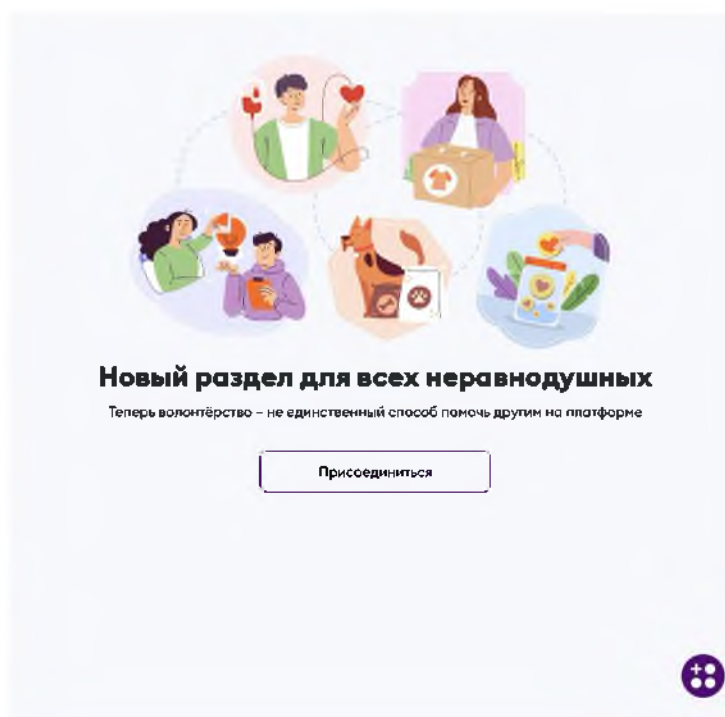 Новый раздел для всех неравнодушных
Теперь волонтёрство – не единственный способ помочь другим на платформе
Присоединиться